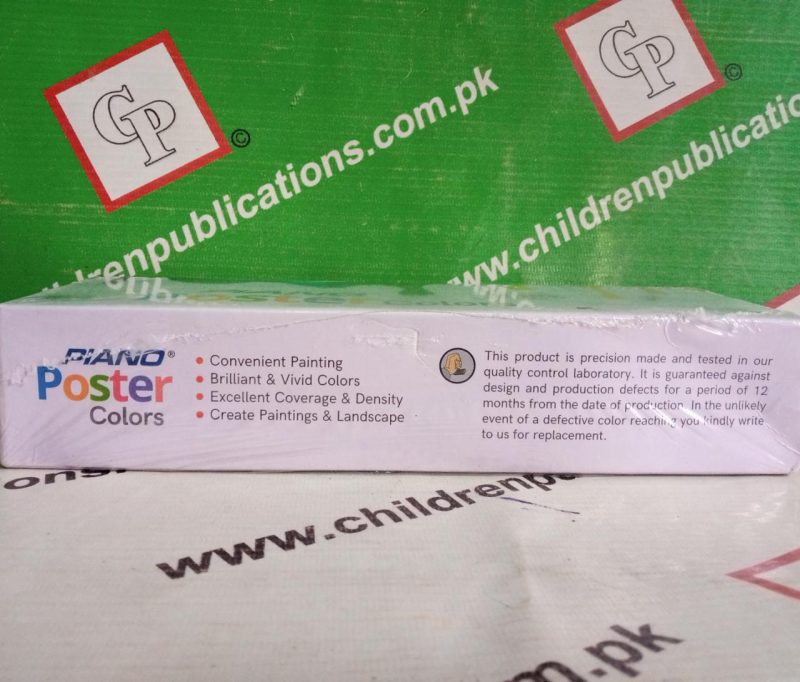 CP
©
CP
©
www.childrenpublications.com.pk
Poster
PIANO®
Poster
Colors
• Convenient Painting
• Brilliant & Vivid Colors
• Excellent Coverage & Density
• Create Paintings & Landscape
This product is precision made and tested in our
quality control laboratory. It is guaranteed against
design and production defects for a period of 12
months from the date of production. In the unlikely
event of a defective color reaching you kindly write
to us for replacement.
www.childrenpu
m.pk